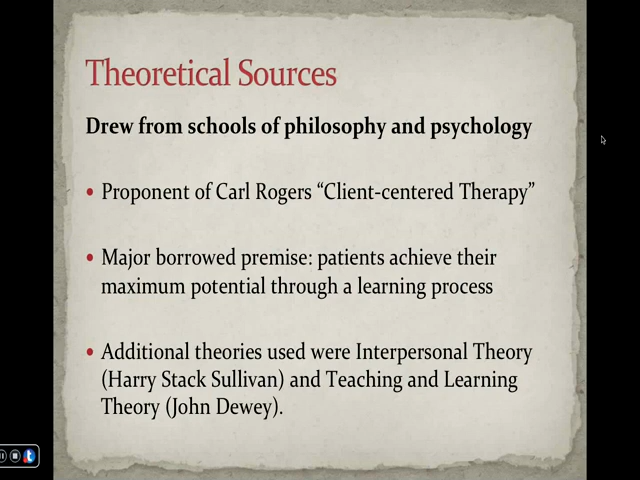 Theoretical Sources
Drew from schools of philosophy and psychology
• Proponent of Carl Rogers “Client-centered Therapy”
• Major borrowed premise: patients achieve their
maximum potential through a learning process
• Additional theories used were Interpersonal Theory
(Harry Stack Sullivan) and Teaching and Learning
Theory (John Dewey).
t